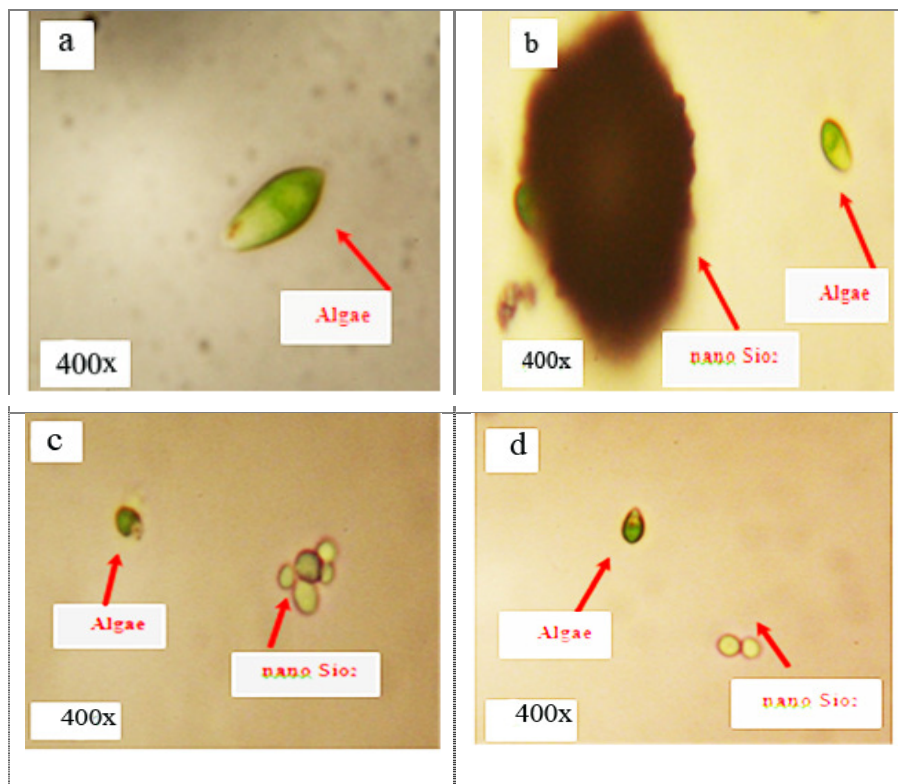 a
Algae
400x
b
Algae
nano Sio2
400x
c
Algae
nano Sio2
400x
d
Algae
nano Sio2
400x